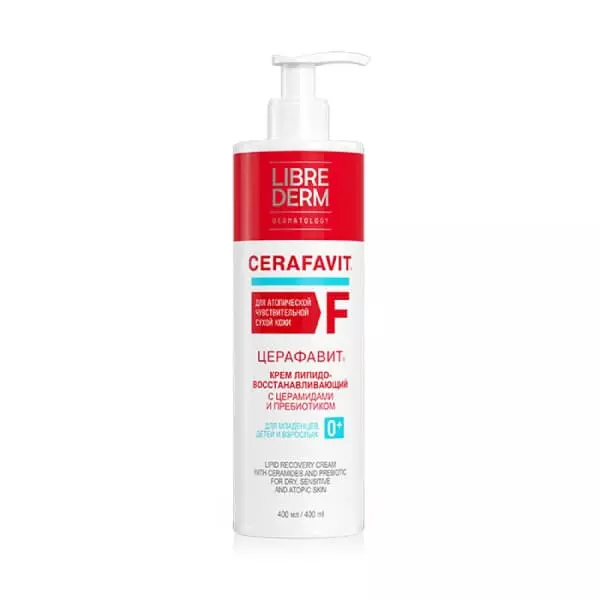 LIBRE
DERM
DERMATOLOGY
CERAFAVIT®
ДЛЯ АТОПИЧЕСКОЙ
ЧУВСТВИТЕЛЬНОЙ
СУХОЙ КОЖИ
F
ЦЕРАФАВИТ®
КРЕМ ЛИПИДО-
ВОССТАНАВЛИВАЮЩИЙ
С ЦЕРАМИДАМИ
И ПРЕБИОТИКОМ
ДЛЯ МЛАДЕНЦЕВ,
ДЕТЕЙ И ВЗРОСЛЫХ
0+
LIPID RECOVERY CREAM
WITH CERAMIDES AND PREBIOTIC
FOR DRY, SENSITIVE
AND ATOPIC SKIN
400 мл / 400 ml